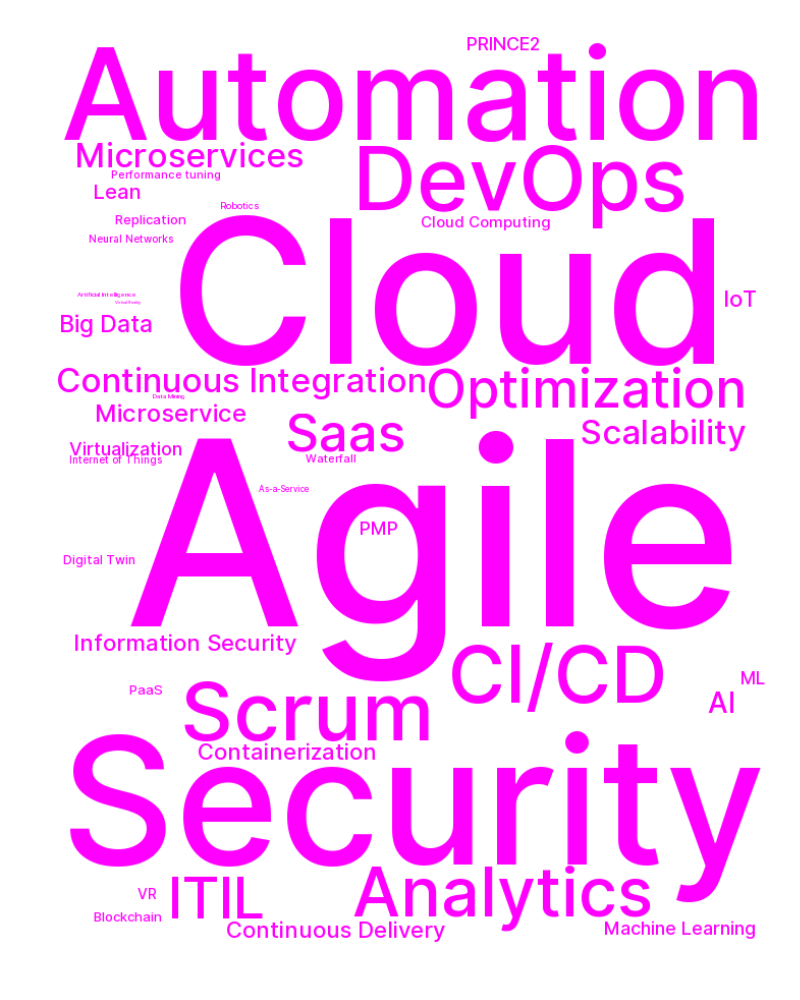 PRINCE2
Automation
Microservices
DevOps
Performance tuning
Lean
Robotics
Replication
Cloud Computing
Neural Networks
Cloud
Artificial Intelligence
IoT
Virtual Reality
Big Data
Continuous Integration
Optimization
Data Mining
Microservice
Saas
Scalability
Virtualization
Internet of Things
Waterfall
As-a-Service
Agile
PMP
Digital Twin
Information Security
CI/CD
ML
PaaS
AI
Scrum
Containerization
Security
VR
ITIL
Analytics
Blockchain
Continuous Delivery
Machine Learning